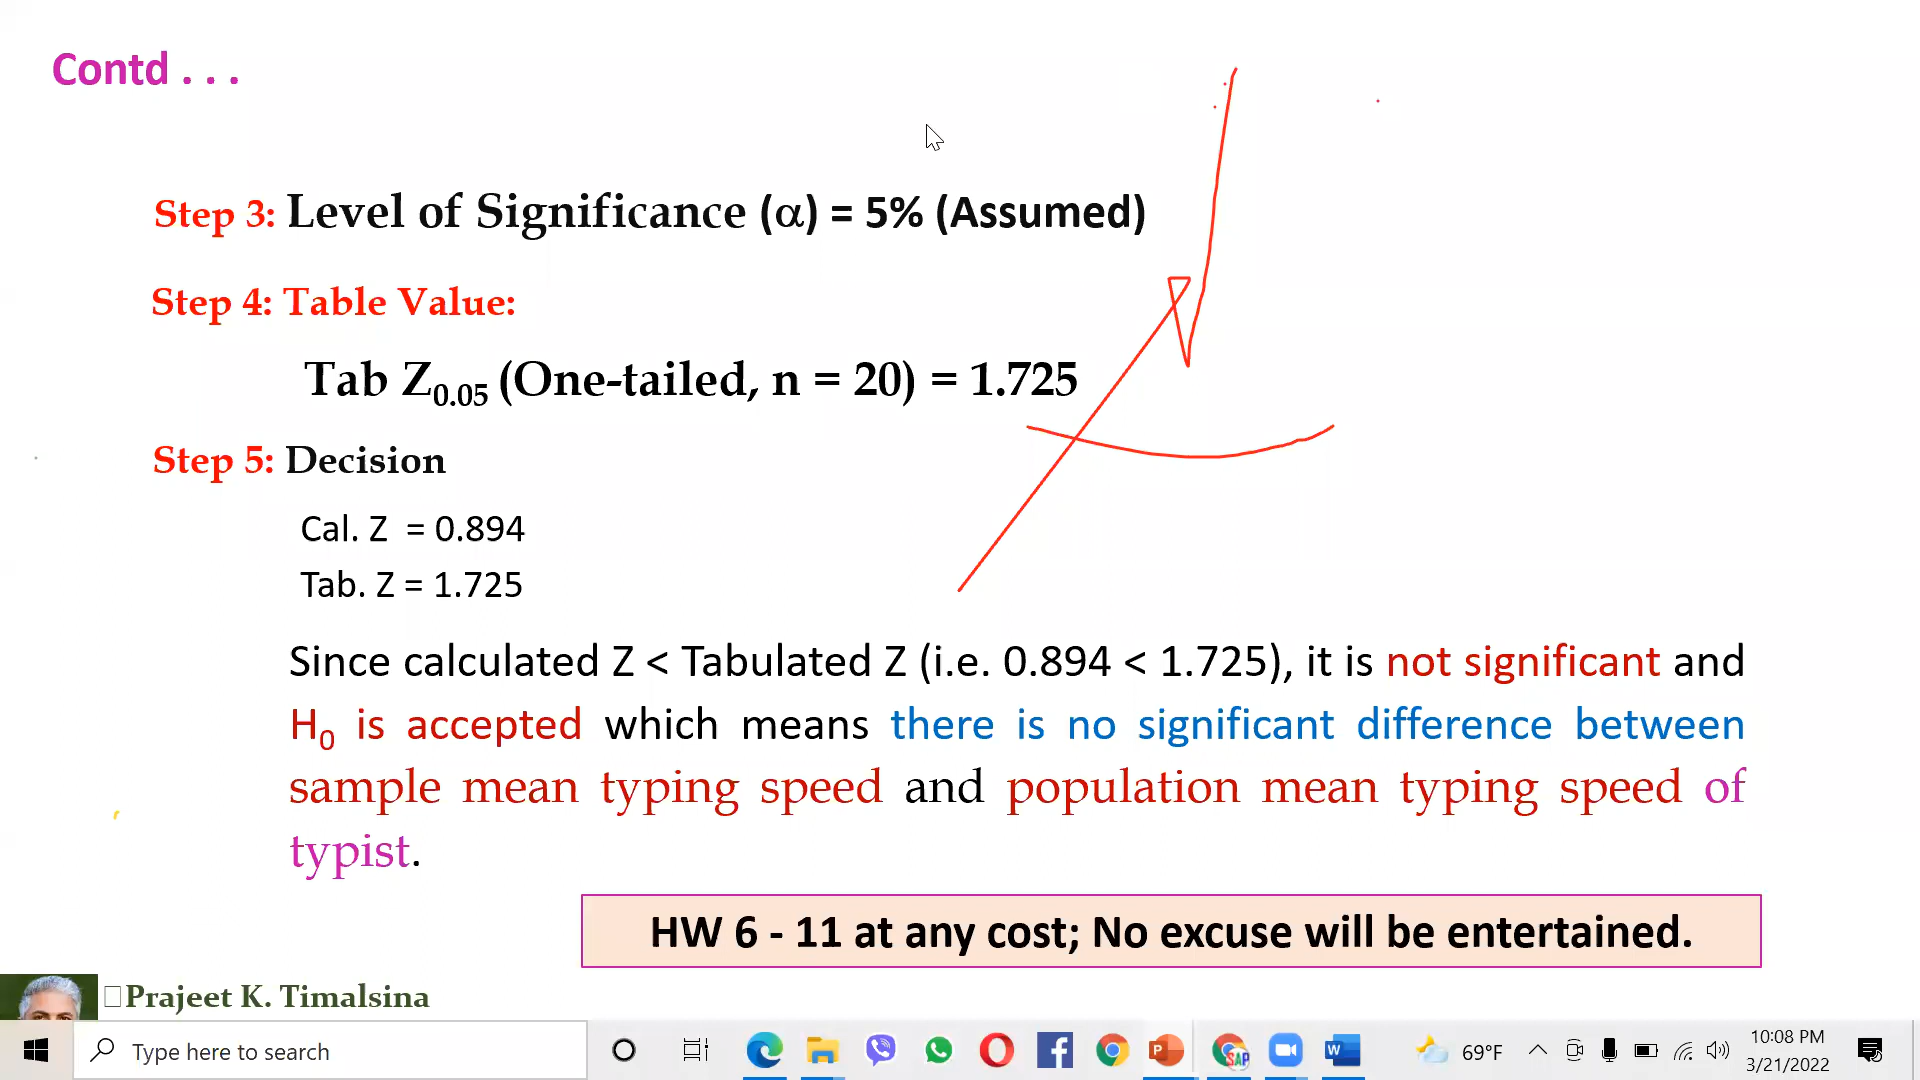 Contd . . .
Step 3: Level of Significance (α) = 5% (Assumed)
Step 4: Table Value:
Tab Z0.05 (One-tailed, n = 20) = 1.725
Step 5: Decision
Cal. Z = 0.894
Tab. Z = 1.725
Since calculated Z < Tabulated Z (i.e. 0.894 < 1.725), it is not significant and
H0 is accepted which means there is no significant difference between
sample mean typing speed and population mean typing speed of
typist.
HW 6 - 11 at any cost; No excuse will be entertained.
Prajeet K. Timalsina
Type here to search
SAP
69°F
10:08 PM
3/21/2022